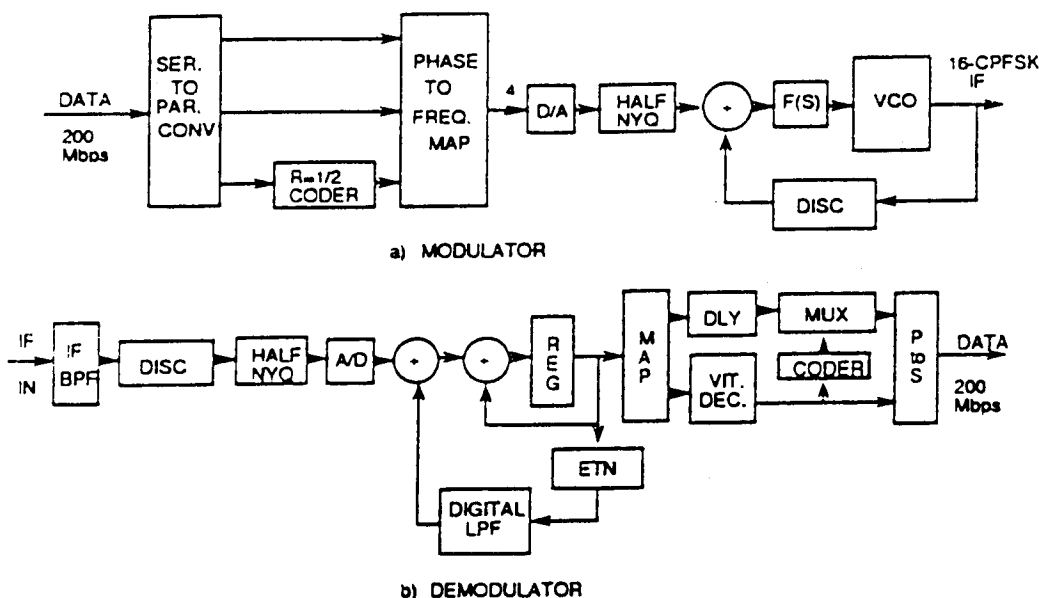 DATA
200
Mbps
SER.
TO
PAR.
CONV
R=1/2
CODER
PHASE
TO
FREQ.
MAP
4
D/A
HALF
NYQ
+
F(S)
VCO
16-CPFSK
IF
DISC
a) MODULATOR
IF
IN
IF
BPF
DISC
HALF
NYQ
A/D
+
+
REG
ETN
DIGITAL
LPF
MAP
DLY
MUX
VIT.
DEC.
CODER
P to S
DATA
200
Mbps
b) DEMODULATOR